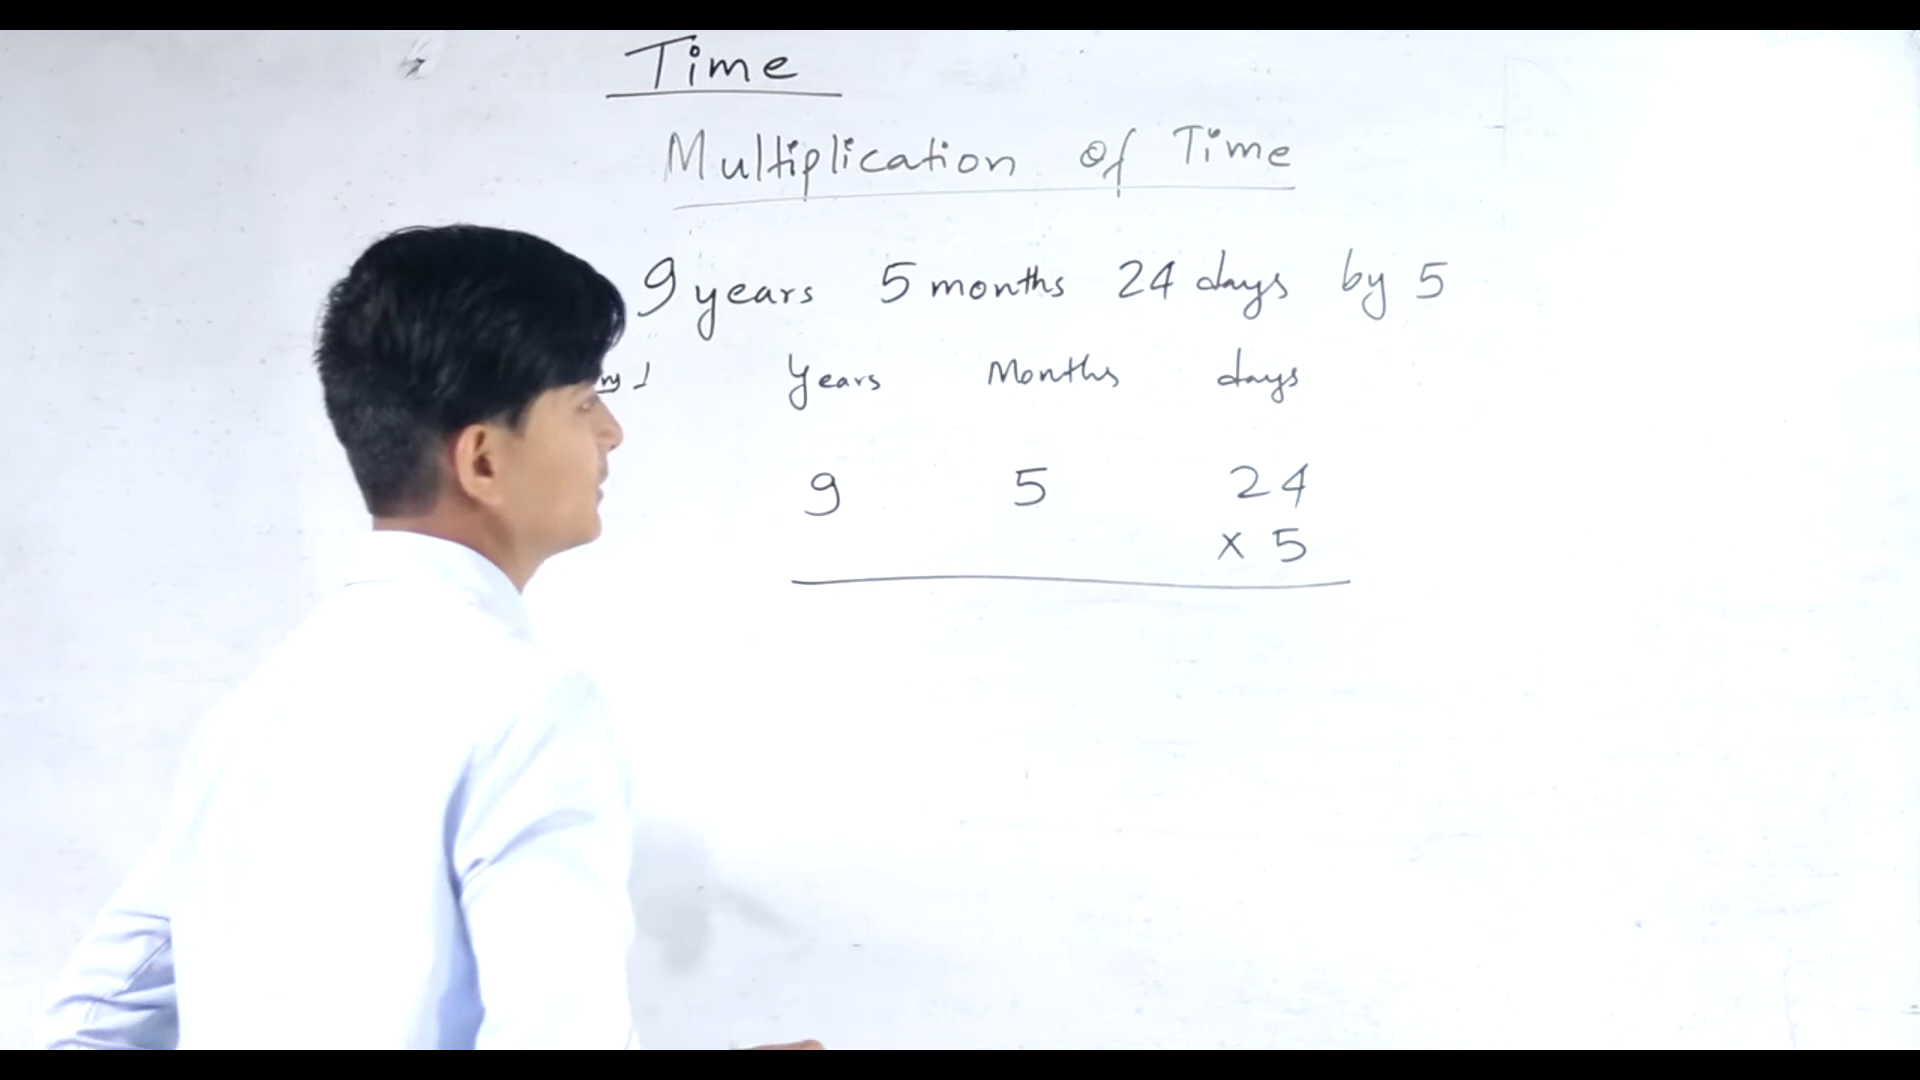 Time
Multiplication of Time
9 years 5 months 24 days by 5
Years Months days
9 5 24
× 5